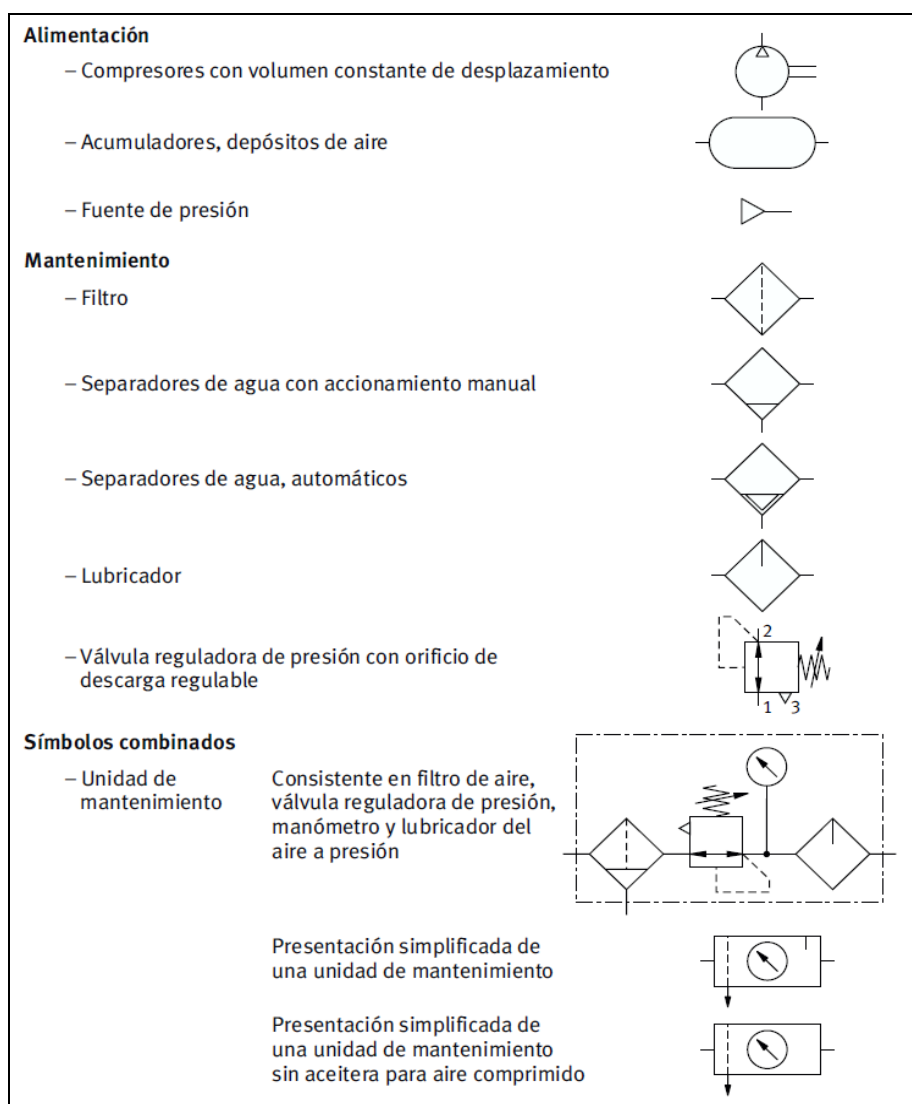 Alimentación
– Compresores con volumen constante de desplazamiento
– Acumuladores, depósitos de aire
– Fuente de presión
Mantenimiento
– Filtro
– Separadores de agua con accionamiento manual
– Separadores de agua, automáticos
– Lubricador
– Válvula reguladora de presión con orificio de
descarga regulable
2
1 3
Símbolos combinados
– Unidad de
mantenimiento
Consistente en filtro de aire,
válvula reguladora de presión,
manómetro y lubricador del
aire a presión
Presentación simplificada de
una unidad de mantenimiento
Presentación simplificada de
una unidad de mantenimiento
sin aceitera para aire comprimido